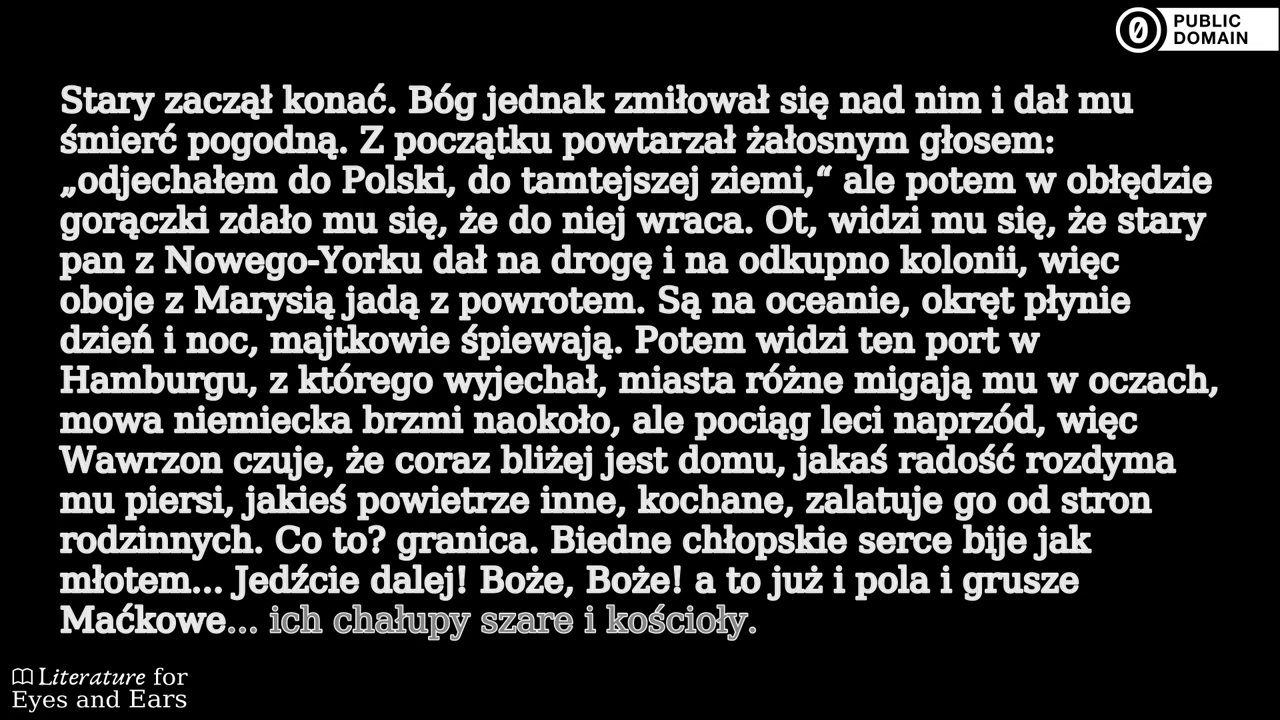 PUBLIC
DOMAIN
Stary zaczął konać. Bóg jednak zmiłował się nad nim i dał mu
śmierć pogodną. Z początku powtarzał żałosnym głosem:
„odjechałem do Polski, do tamtejszej ziemi,“ ale potem w obłędzie
gorączki zdało mu się, że do niej wraca. Ot, widzi mu się, że stary
pan z Nowego-Yorku dał na drogę i na odkupno kolonii, więc
oboje z Marysią jadą z powrotem. Są na oceanie, okręt płynie
dzień i noc, majtkowie śpiewają. Potem widzi ten port w
Hamburgu, z którego wyjechał, miasta różne migają mu w oczach,
mowa niemiecka brzmi naokoło, ale pociąg leci naprzód, więc
Wawrzon czuje, że coraz bliżej jest domu, jakaś radość rozdyma
mu piersi, jakieś powietrze inne, kochane, zalatuje go od stron
rodzinnych. Co to? granica. Biedne chłopskie serce bije jak
młotem... Jedźcie dalej! Boże, Boże! a to już i pola i grusze
Maćkowe... ich chałupy szare i kościoły.
Literature for
Eyes and Ears